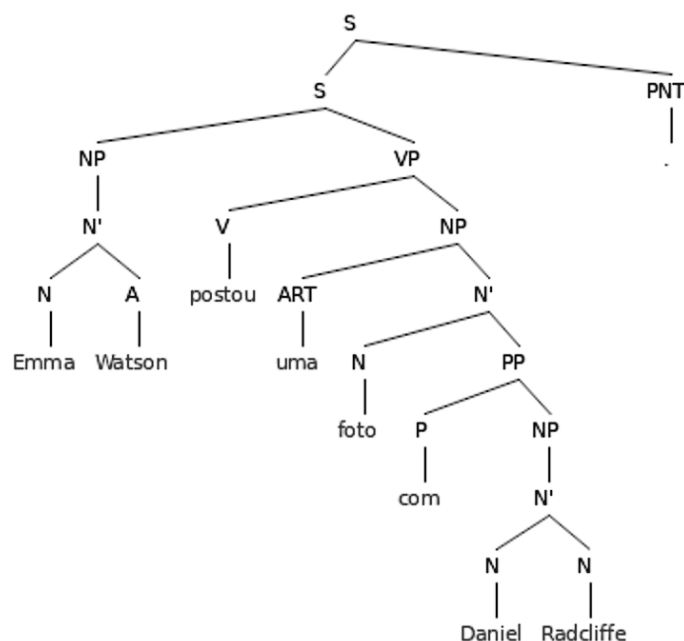 S
S PNT
NP VP .
N' V NP
N A postou ART N'
Emma Watson uma N PP
foto P NP
com N'
N N
Daniel Radcliffe